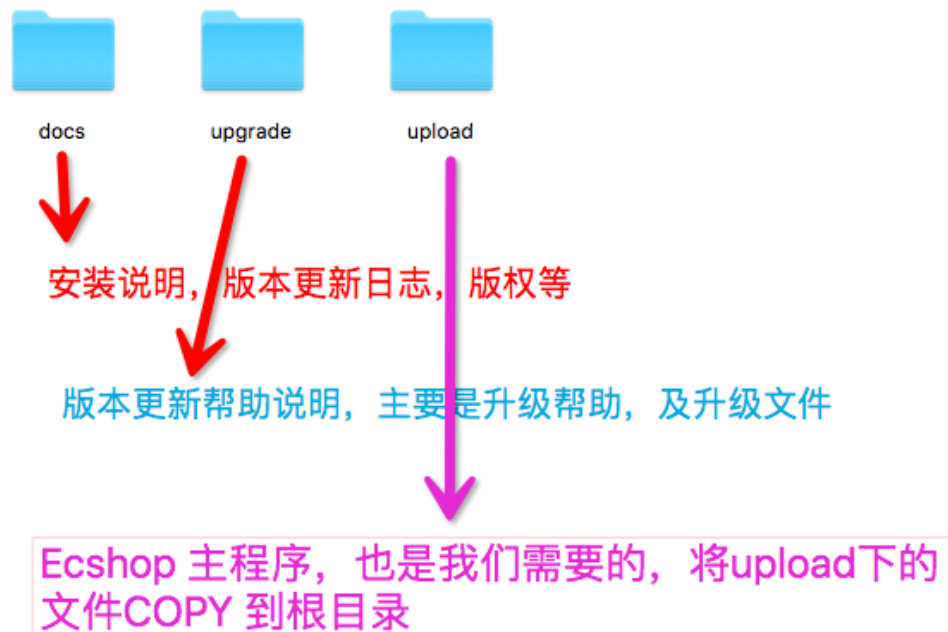 docs
upgrade
upload
安装说明，版本更新日志，版权等
版本更新帮助说明，主要是升级帮助，及升级文件
Ecshop 主程序，也是我们需要的，将upload下的
文件COPY 到根目录